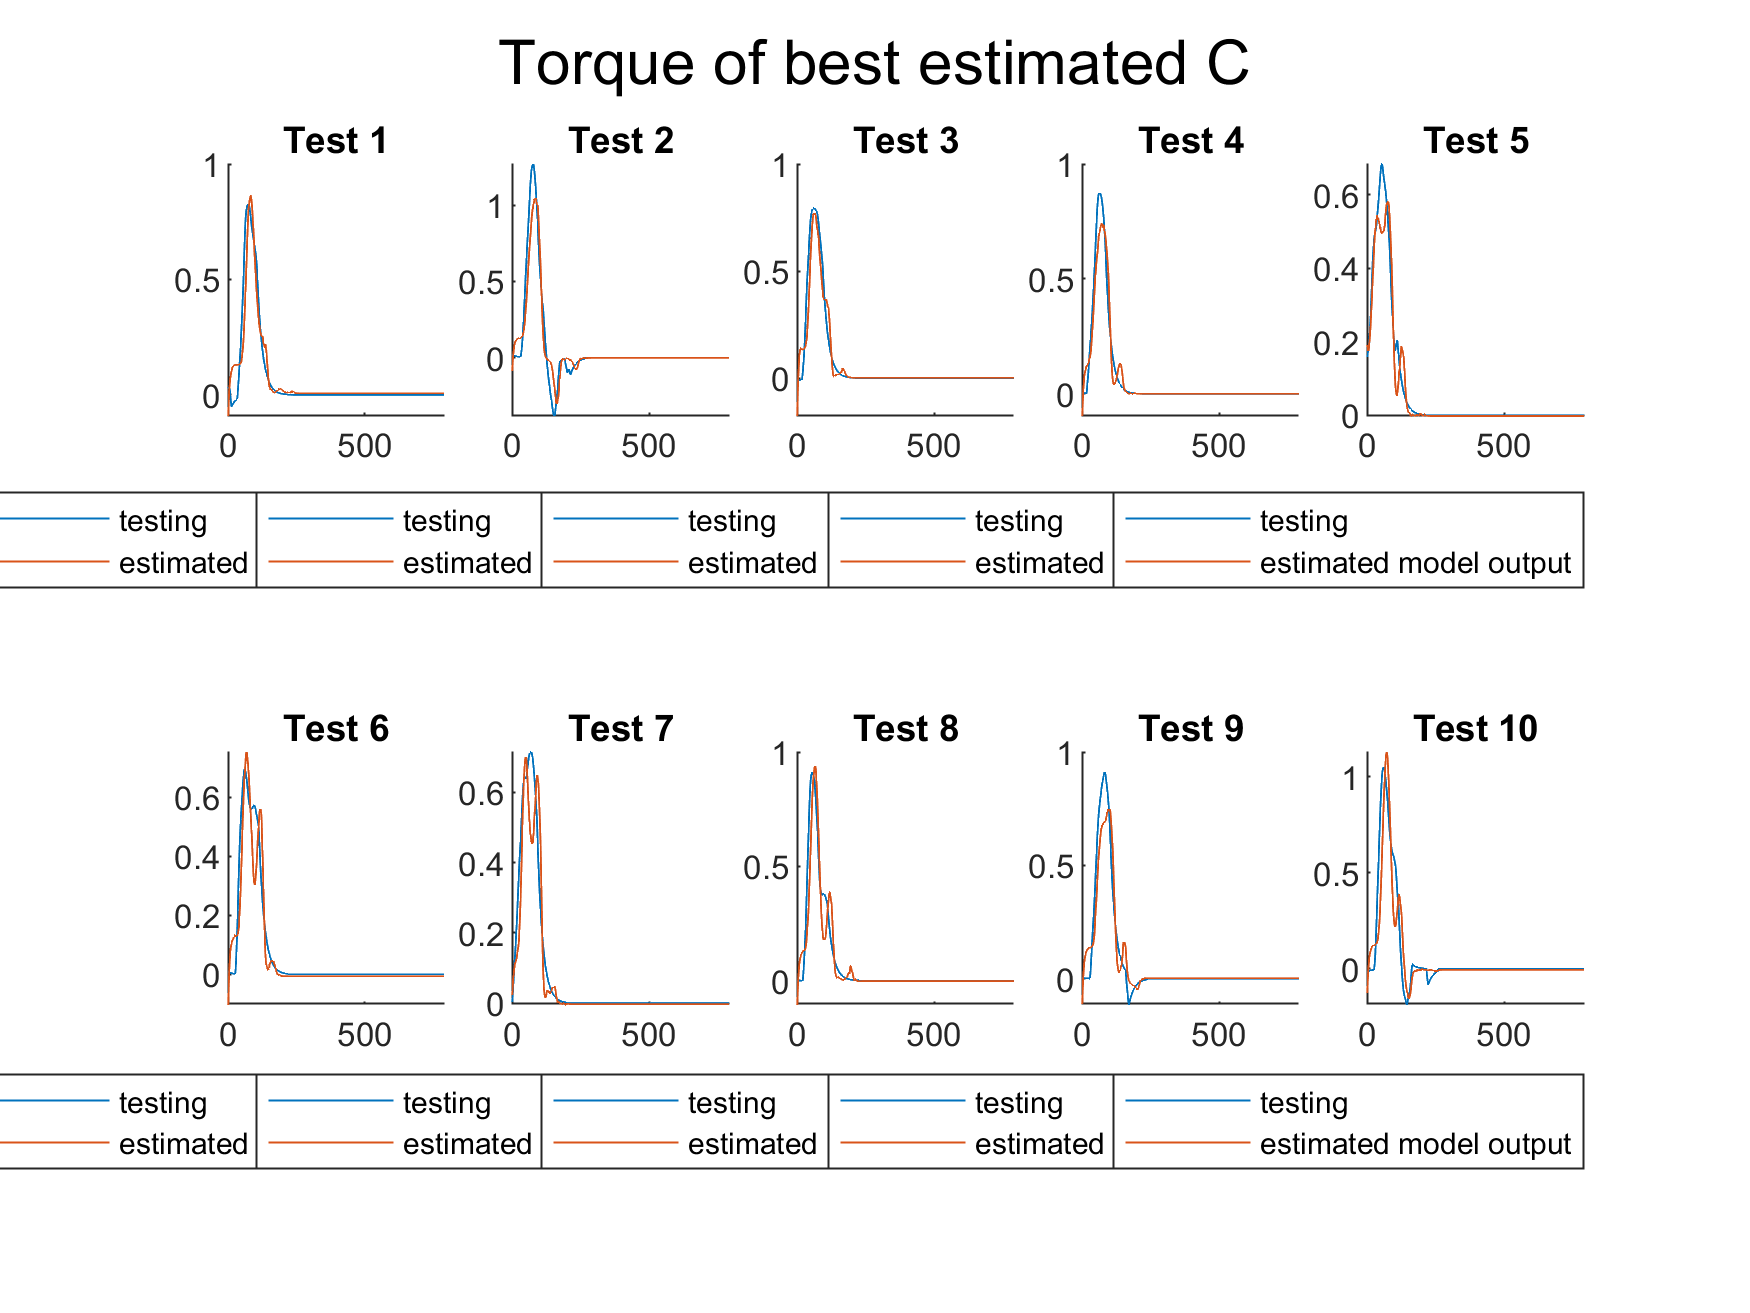 Torque of best estimated C
Test 1 Test 2 Test 3 Test 4 Test 5
1 1 1 1 0.6
0.5 0.5 0.5 0.5 0.4
0 0 0 0 0.2
0
0 500 0 500 0 500 0 500 0 500
testing testing testing testing testing
estimated estimated estimated estimated estimated model output
Test 6 Test 7 Test 8 Test 9 Test 10
0.6 0.6 1 1 1
0.4 0.4 0.5 0.5 0.5
0.2 0.2 0 0 0
0 0
0 500 0 500 0 500 0 500 0 500
testing testing testing testing testing
estimated estimated estimated estimated estimated model output